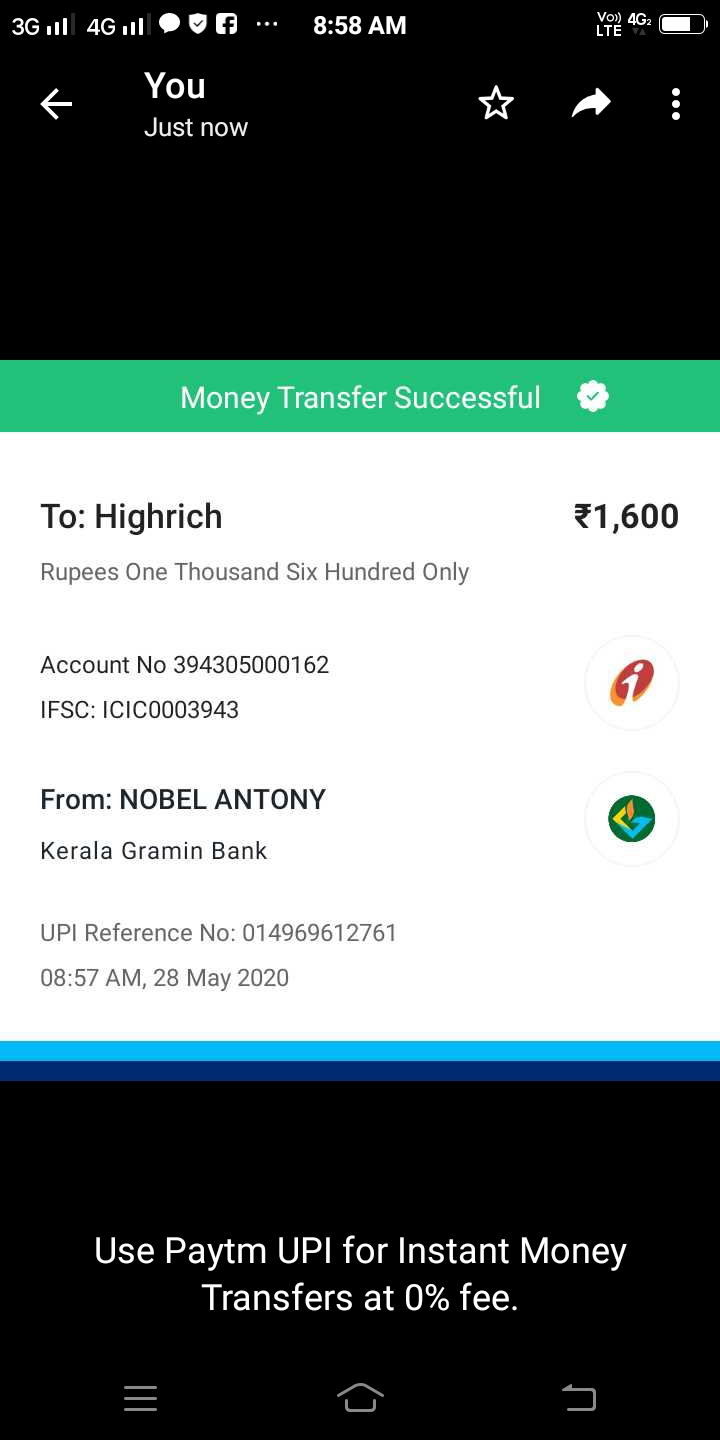 3G 4G 8:58 AM Vo)) LTE 4G2
You
Just now
Money Transfer Successful
To: Highrich ₹1,600
Rupees One Thousand Six Hundred Only
Account No 394305000162
IFSC: ICIC0003943
From: NOBEL ANTONY
Kerala Gramin Bank
UPI Reference No: 014969612761
08:57 AM, 28 May 2020
Use Paytm UPI for Instant Money
Transfers at 0% fee.